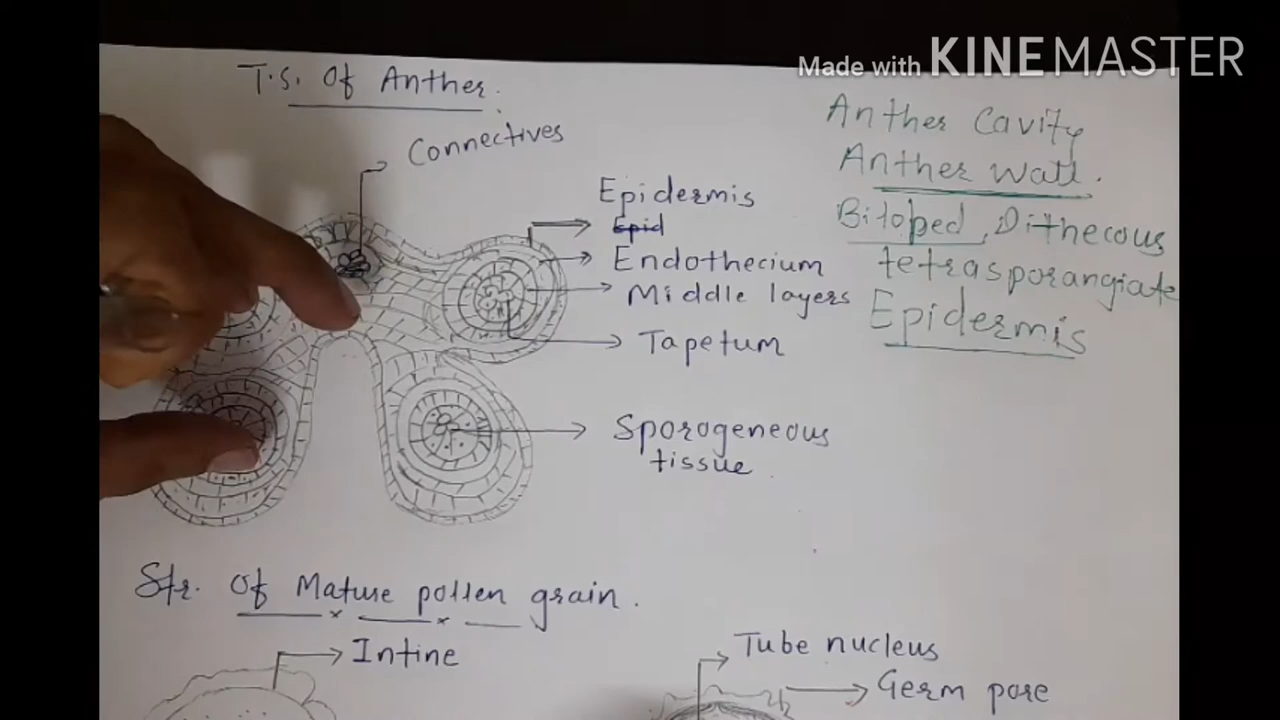 Made with KINEMASTER
T.S. Of Anther.
Connectives
Epidermis
Epid
Endothecium
Middle layers
Tapetum
Sporogeneous
tissue
Anther Cavity
Anther Wall.
Biloped, Dithecous
tetrasporangiate
Epidermis
Str. Of Mature pollen grain.
Intine
Tube nucleus
Germ pore